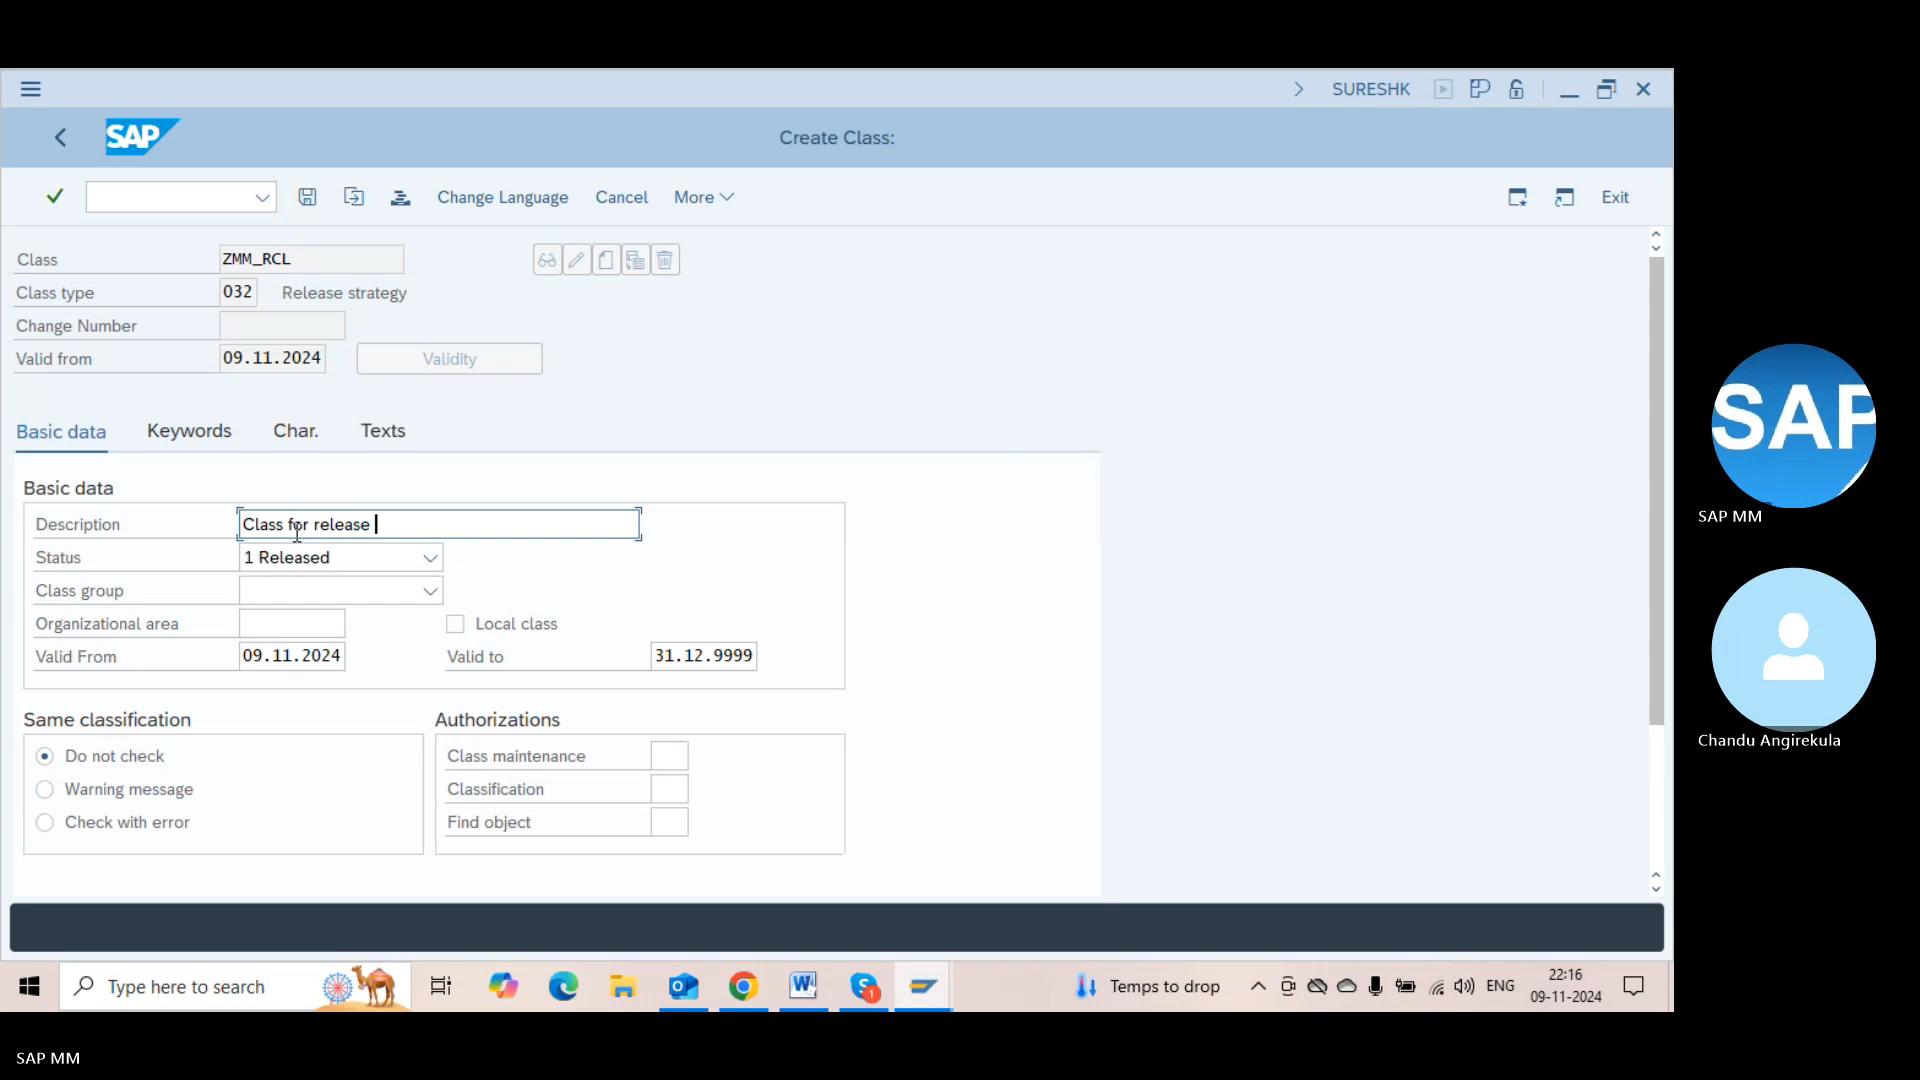 SURESHK
SAP
Create Class:
Change Language
Cancel
More
Exit
Class
ZMM_RCL
Class type
032
Release strategy
Change Number
Valid from
09.11.2024
Validity
Basic data
Keywords
Char.
Texts
Basic data
Description
Class for release
Status
1 Released
Class group
Organizational area
Local class
Valid From
09.11.2024
Valid to
31.12.9999
Same classification
Authorizations
Do not check
Class maintenance
Warning message
Classification
Check with error
Find object
SAP
SAP MM
Chandu Angirekula
Type here to search
1
Temps to drop
ENG
22:16
09-11-2024
SAP MM